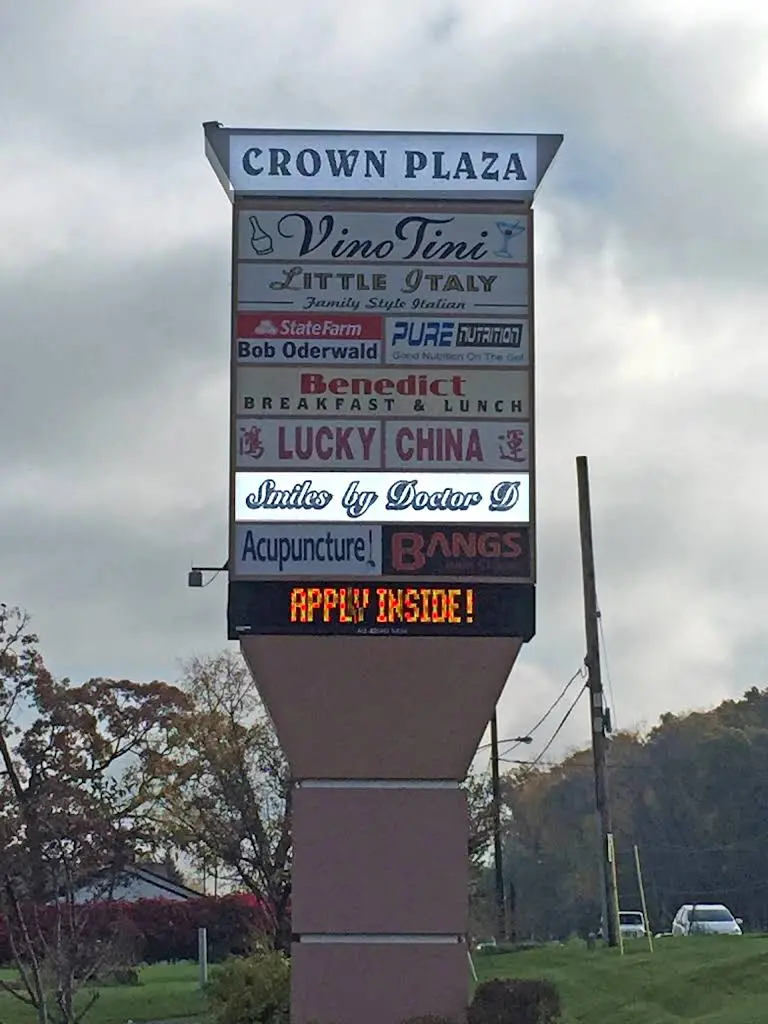 CROWN PLAZA
VinoTini
LITTLE ITALY
Family Style Italian
StateFarm
Bob Oderwald
PURE NUTRITION
Good Nutrition On The Go!
Benedict
BREAKFAST & LUNCH
鴻 LUCKY CHINA 運
Smiles by Doctor D
Acupuncture!
BANGS
APPLY INSIDE!